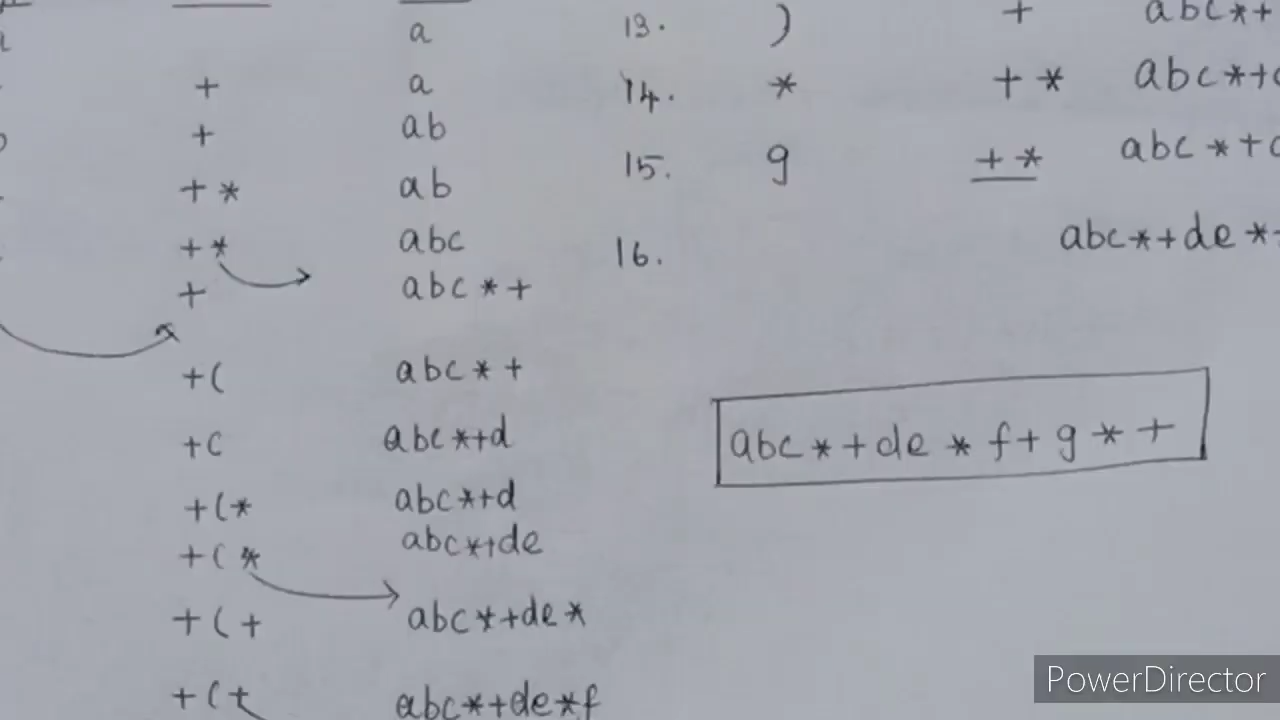 a
+ a
+ ab
+ * ab
+ * abc
+ abc * +
+( abc * +
+( abc *+d
+(* abc *+d
+( * abc*+de
+( + abc*+de *
+(+ abc*+de*f
13. ) + abc*+
14. * + * abc*+
15. g + * abc *+
16. abc*+de *
abc * + de * f+ g * +
PowerDirector